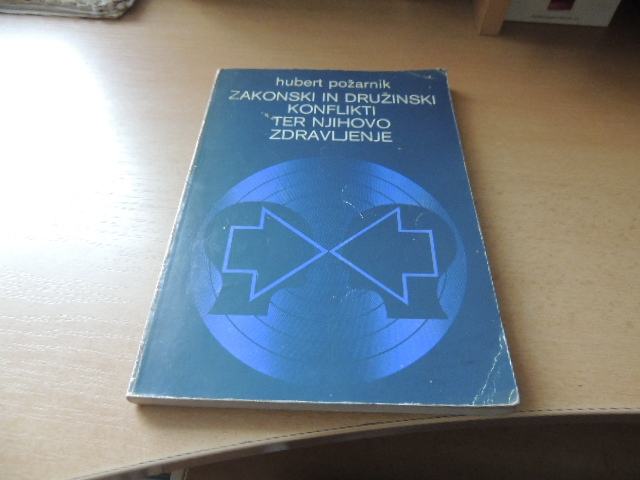 hubert požarnik
ZAKONSKI IN DRUŽINSKI
KONFLIKTI
TER NJIHOVO
ZDRAVLJENJE